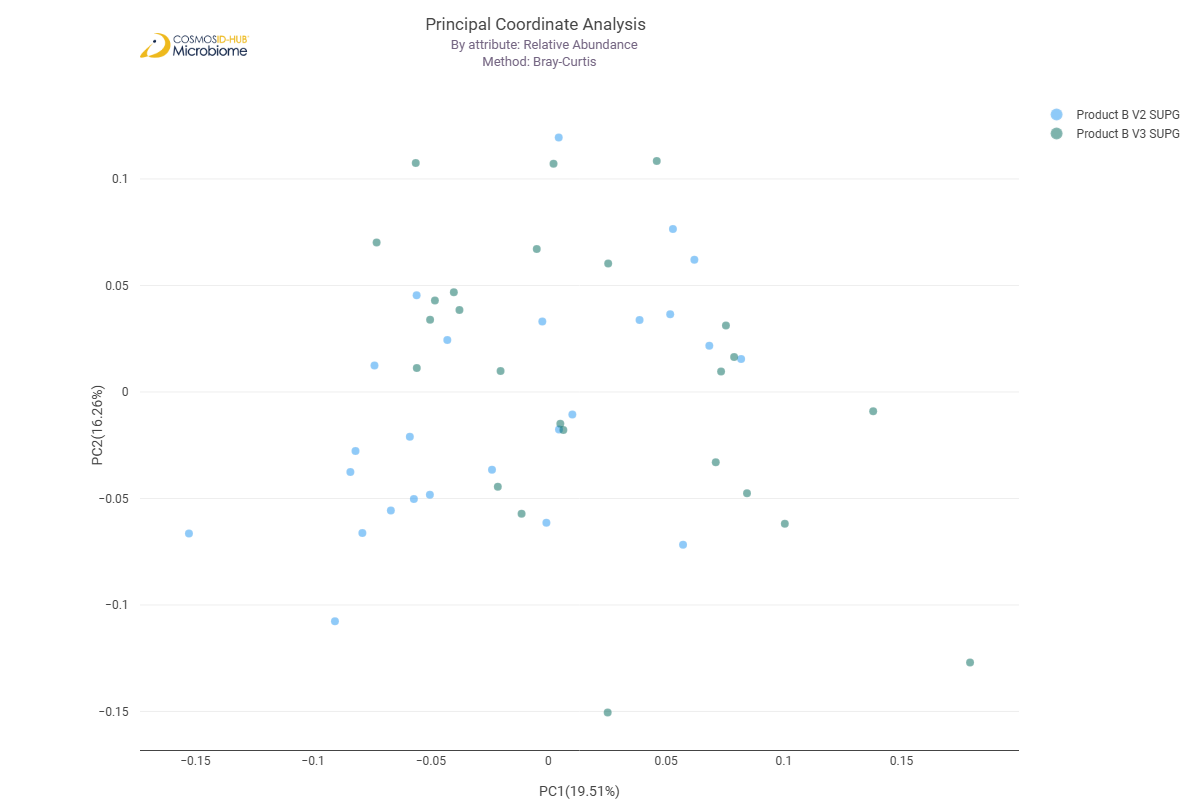 Principal Coordinate Analysis
By attribute: Relative Abundance
Method: Bray-Curtis
COSMOSID-HUB
Microbiome
Product B V2 SUPG
Product B V3 SUPG
0.1
0.05
0
−0.05
−0.1
−0.15
PC2(16.26%)
−0.15
−0.1
−0.05
0
0.05
0.1
0.15
PC1(19.51%)